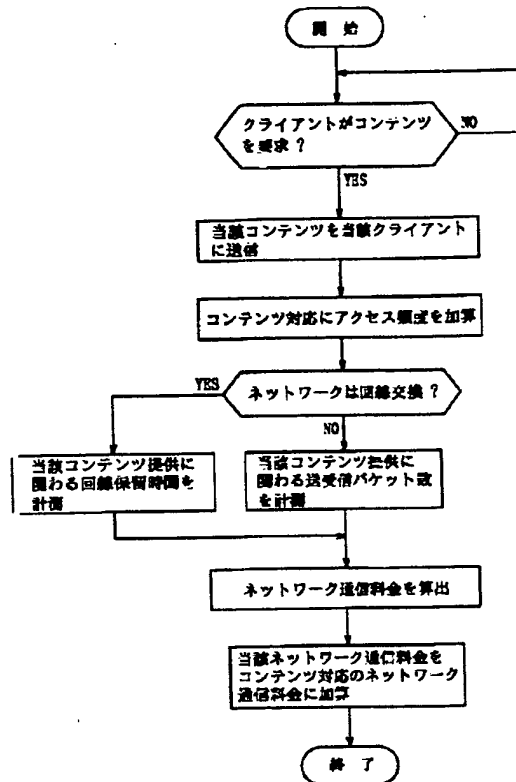 開 始
クライアントがコンテンツ
を要求 ?
NO
YES
当該コンテンツを当該クライアント
に送信
コンテンツ対応にアクセス頻度を加算
YES
ネットワークは回線交換 ?
NO
当該コンテンツ提供に
関わる回線保留時間を
計測
当該コンテンツ提供に
関わる送受信パケット数
を計測
ネットワーク通信料金を算出
当該ネットワーク通信料金を
コンテンツ対応のネットワーク
通信料金に加算
終 了